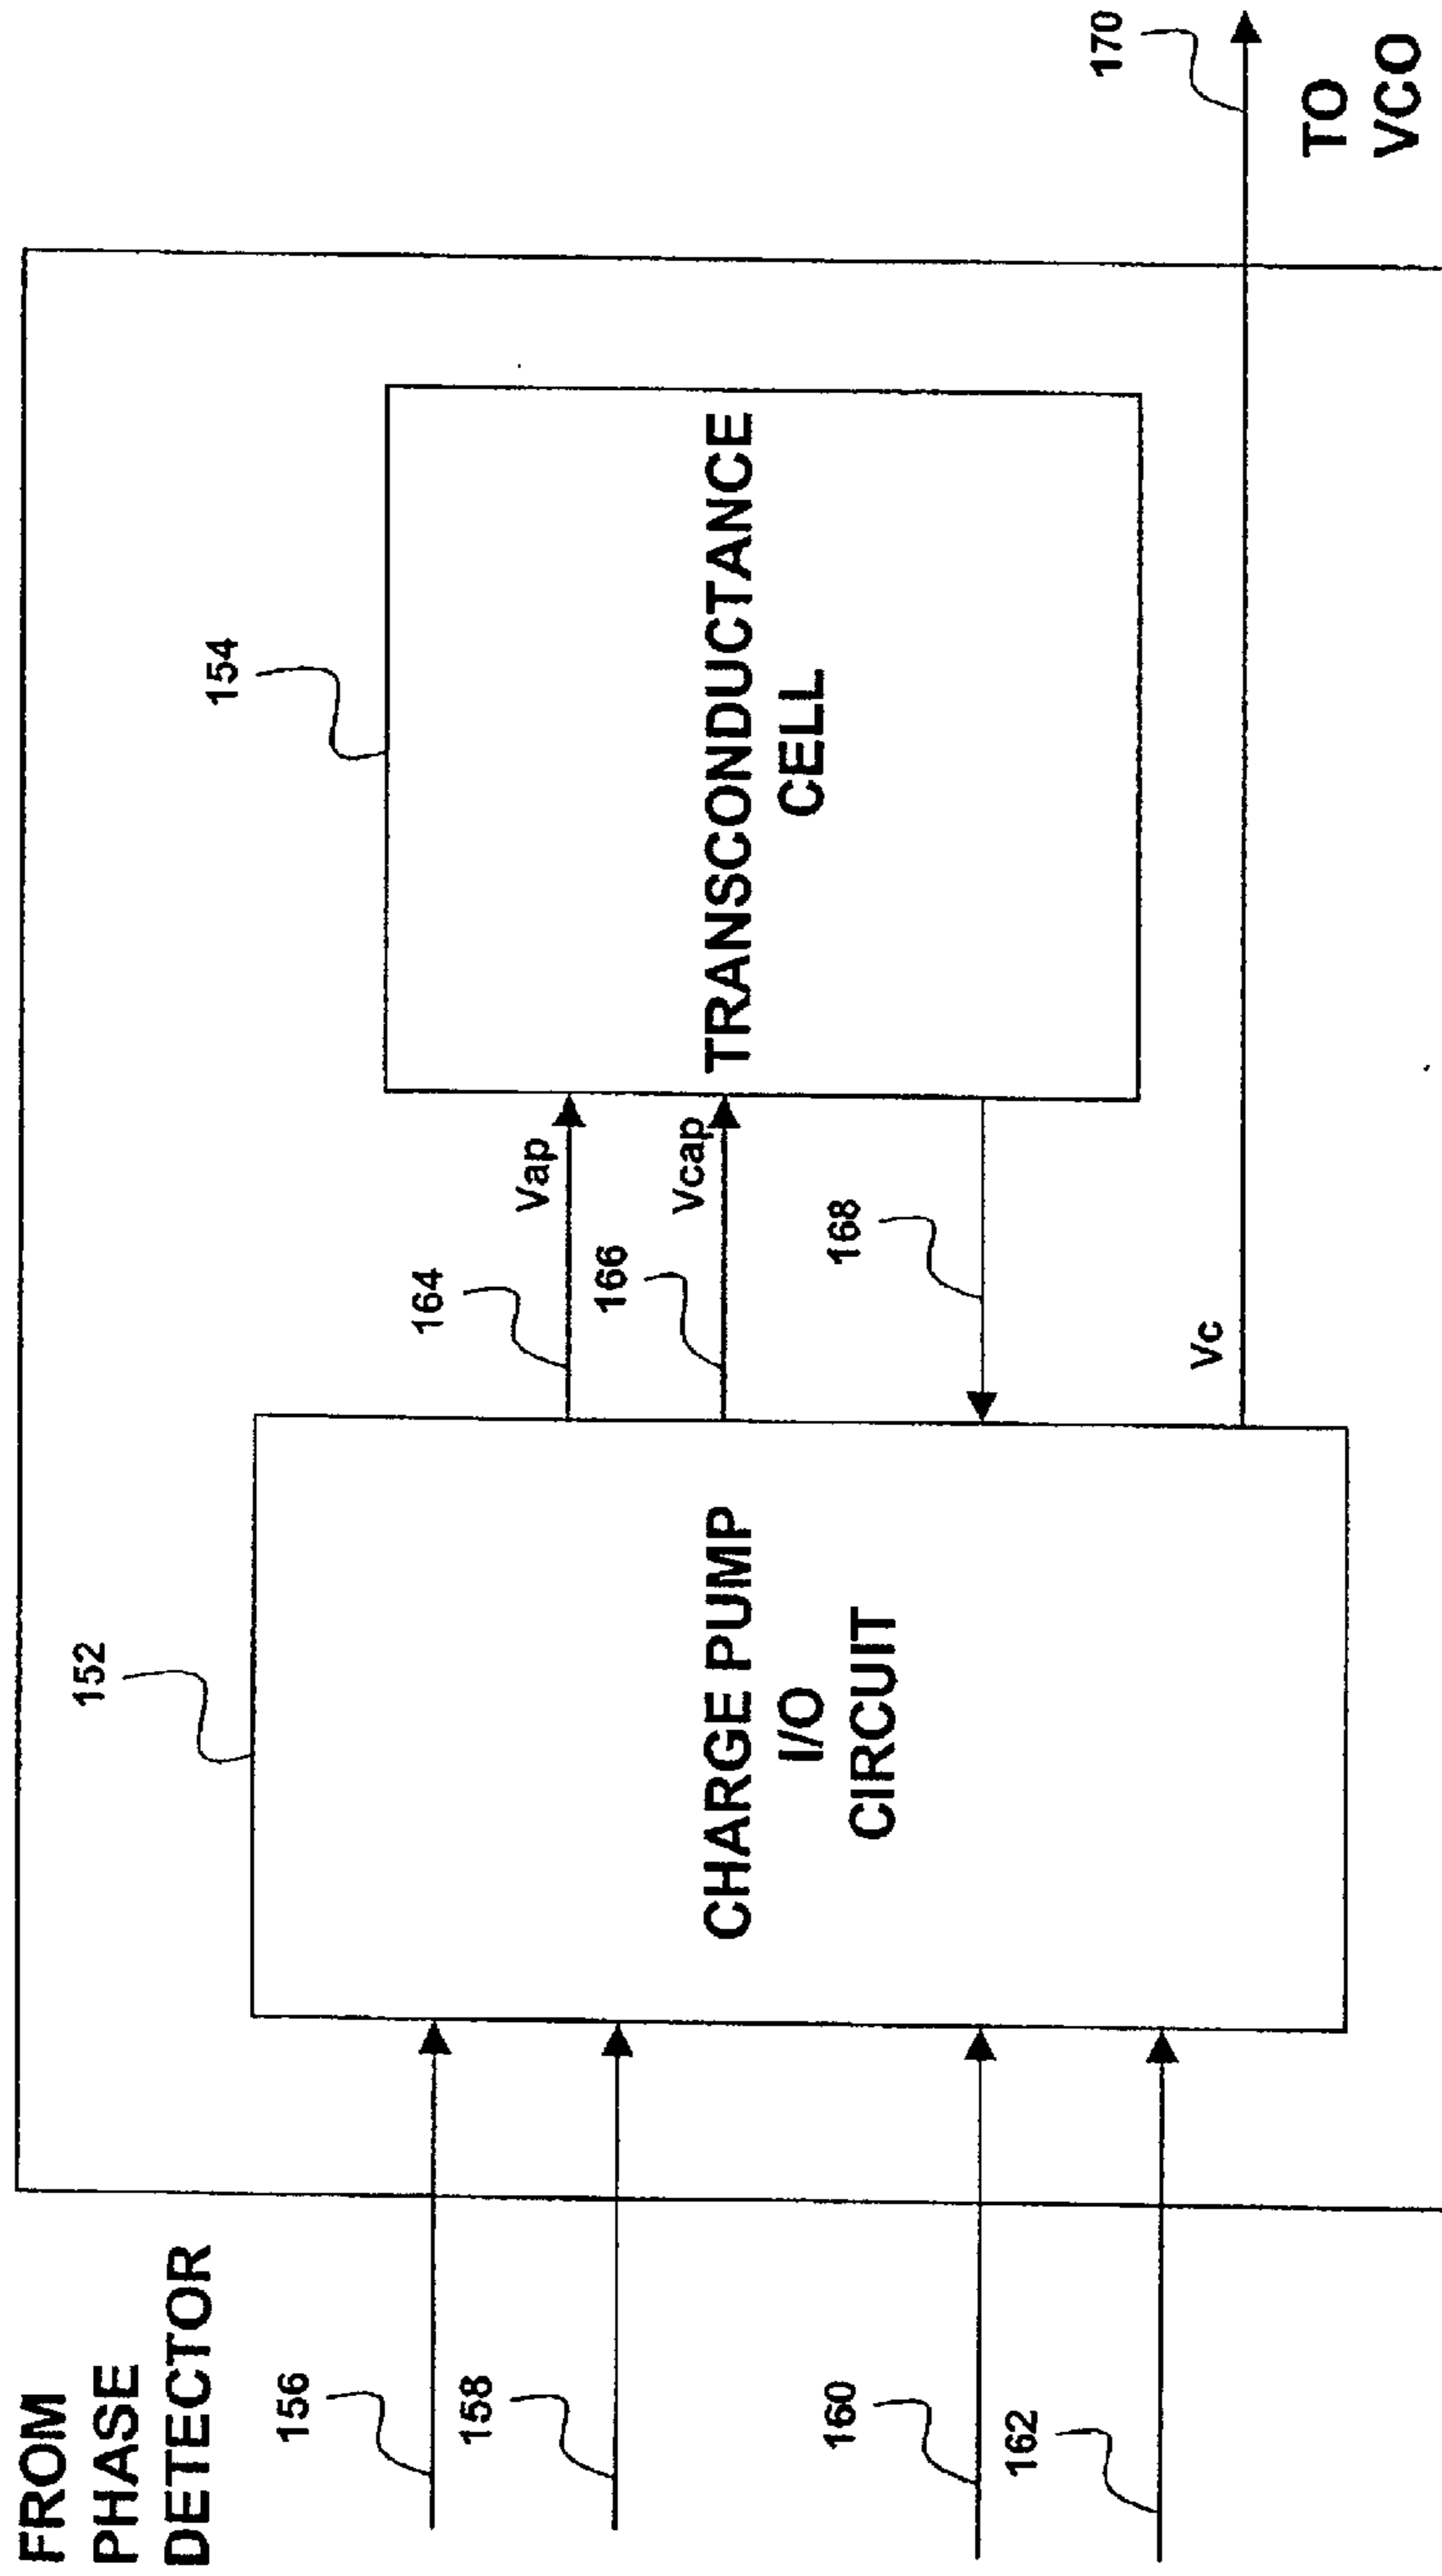 FROM
PHASE
DETECTOR
156
158
160
162
152
CHARGE PUMP
I/O
CIRCUIT
164
Vap
166
Vcap
168
Vc
154
TRANSCONDUCTANCE
CELL
170
TO
VCO